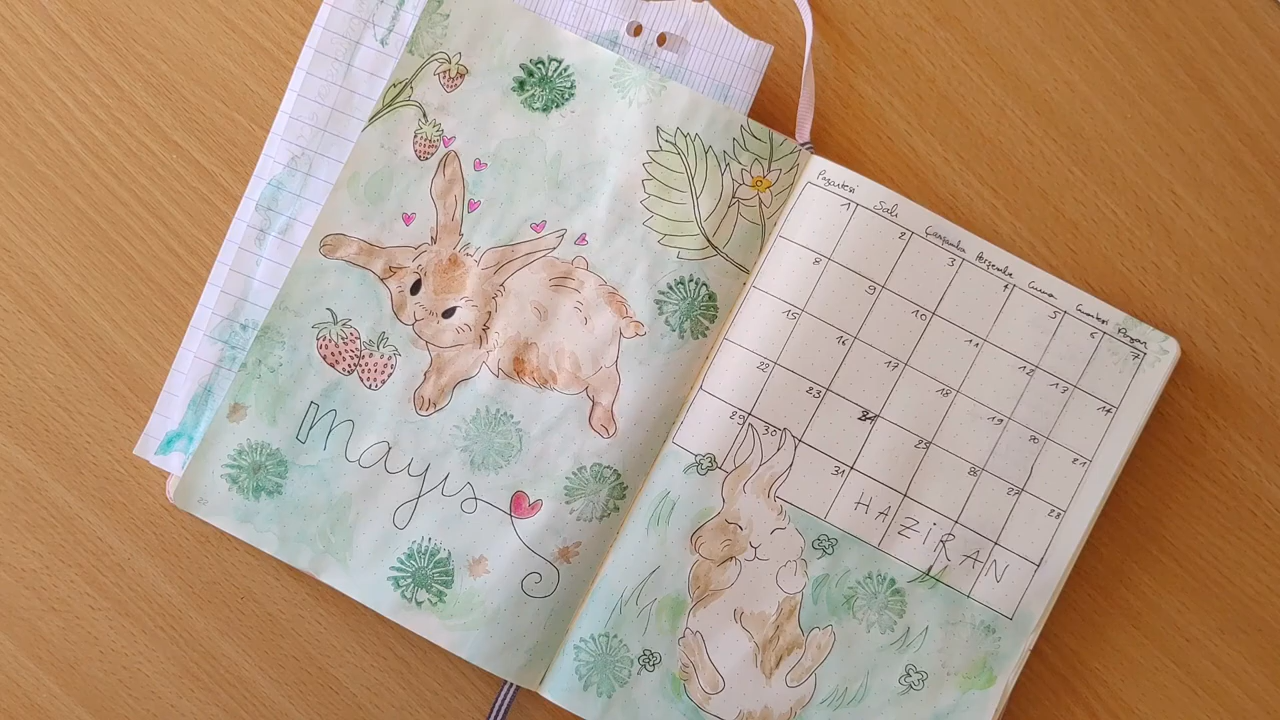 Mayıs
22
Pazartesi Salı Çarşamba Perşembe Cuma Cumartesi Pazar
1 2 3 4 5 6 7
8 9 10 11 12 13 14
15 16 17 18 19 20 21
22 23 24 25 26 27 28
29 30 31
HAZİRAN